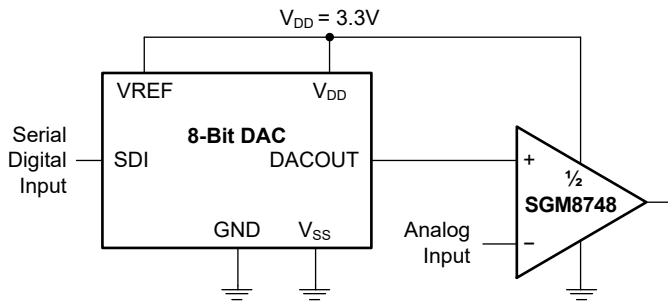 V_DD = 3.3V
VREF
V_DD
8-Bit DAC
Serial
Digital
Input
SDI
DACOUT
+
½
SGM8748
GND
V_SS
Analog
Input
−